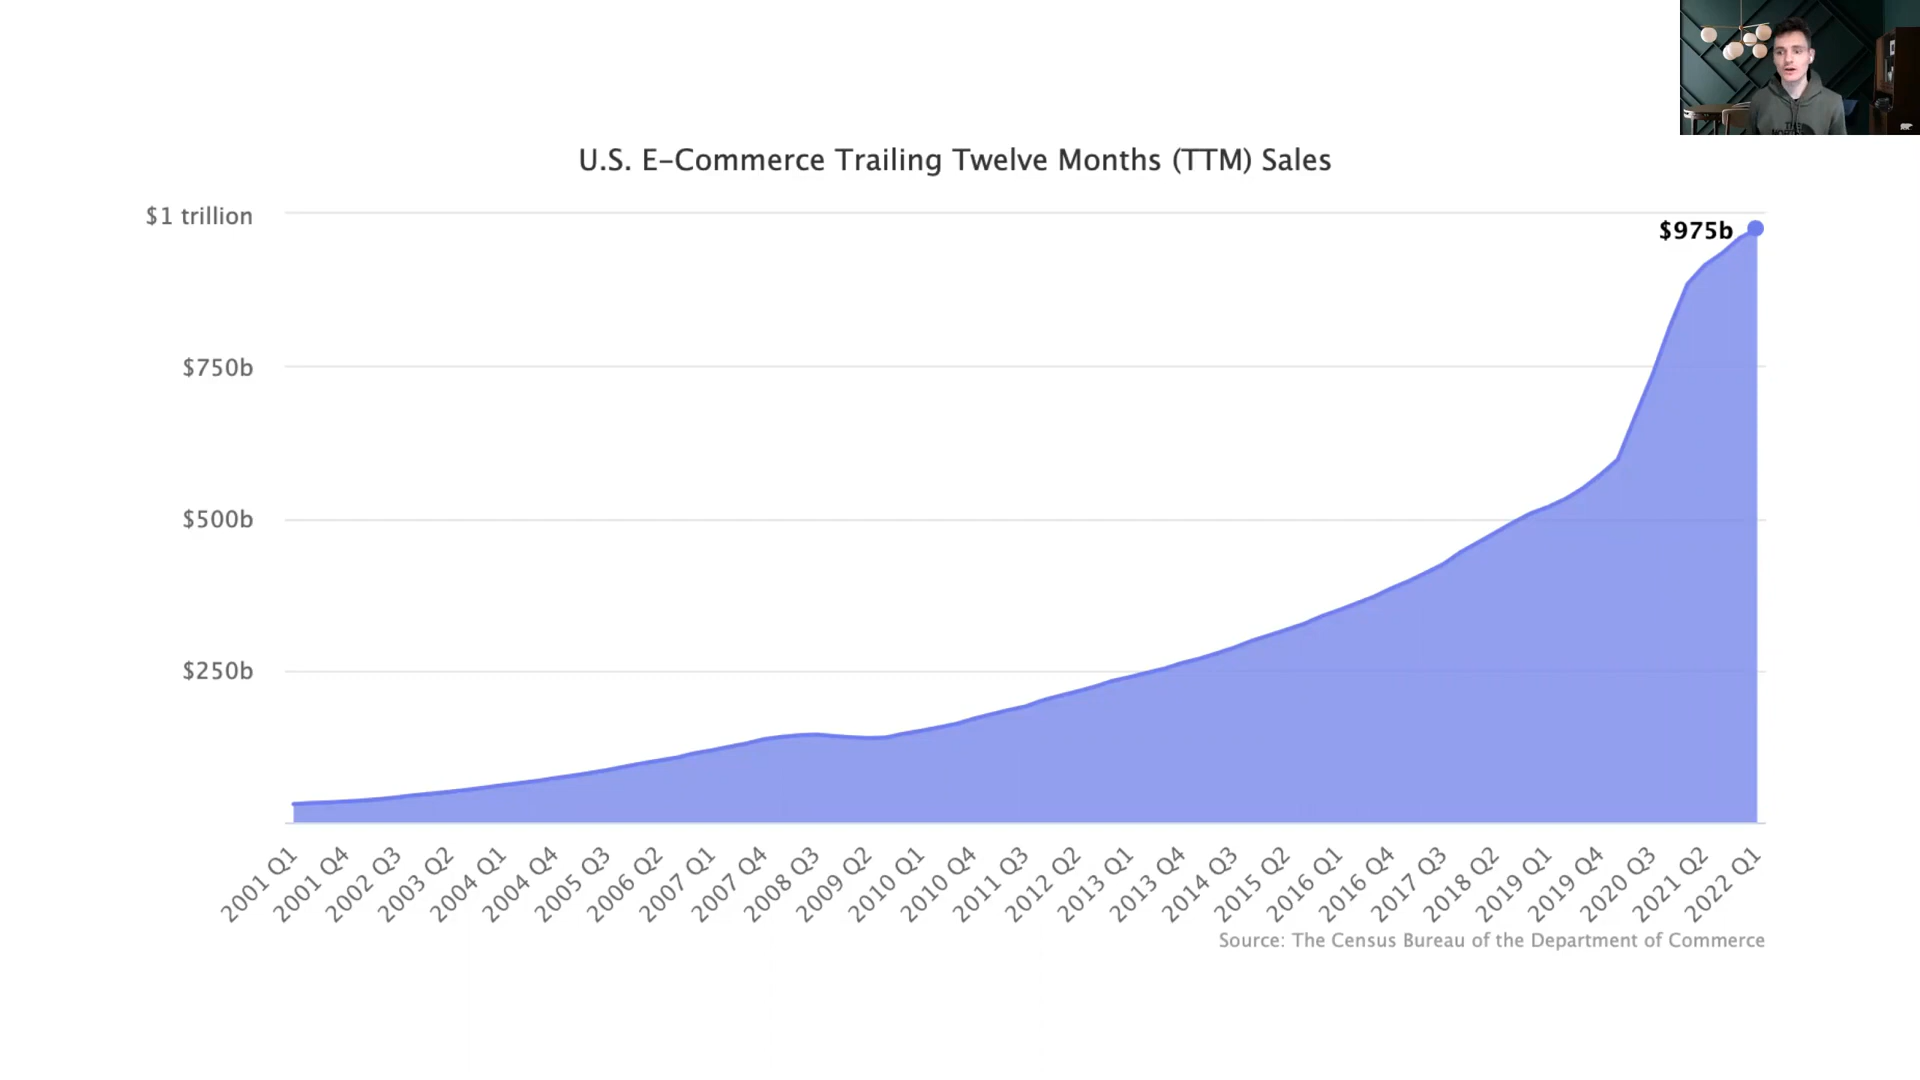 U.S. E-Commerce Trailing Twelve Months (TTM) Sales
$1 trillion
$975b
$750b
$500b
$250b
2001 Q1
2001 Q4
2002 Q3
2003 Q2
2004 Q1
2004 Q4
2005 Q3
2006 Q2
2007 Q1
2007 Q4
2008 Q3
2009 Q2
2010 Q1
2010 Q4
2011 Q3
2012 Q2
2013 Q1
2013 Q4
2014 Q3
2015 Q2
2016 Q1
2016 Q4
2017 Q3
2018 Q2
2019 Q1
2019 Q4
2020 Q3
2021 Q2
2022 Q1
Source: The Census Bureau of the Department of Commerce